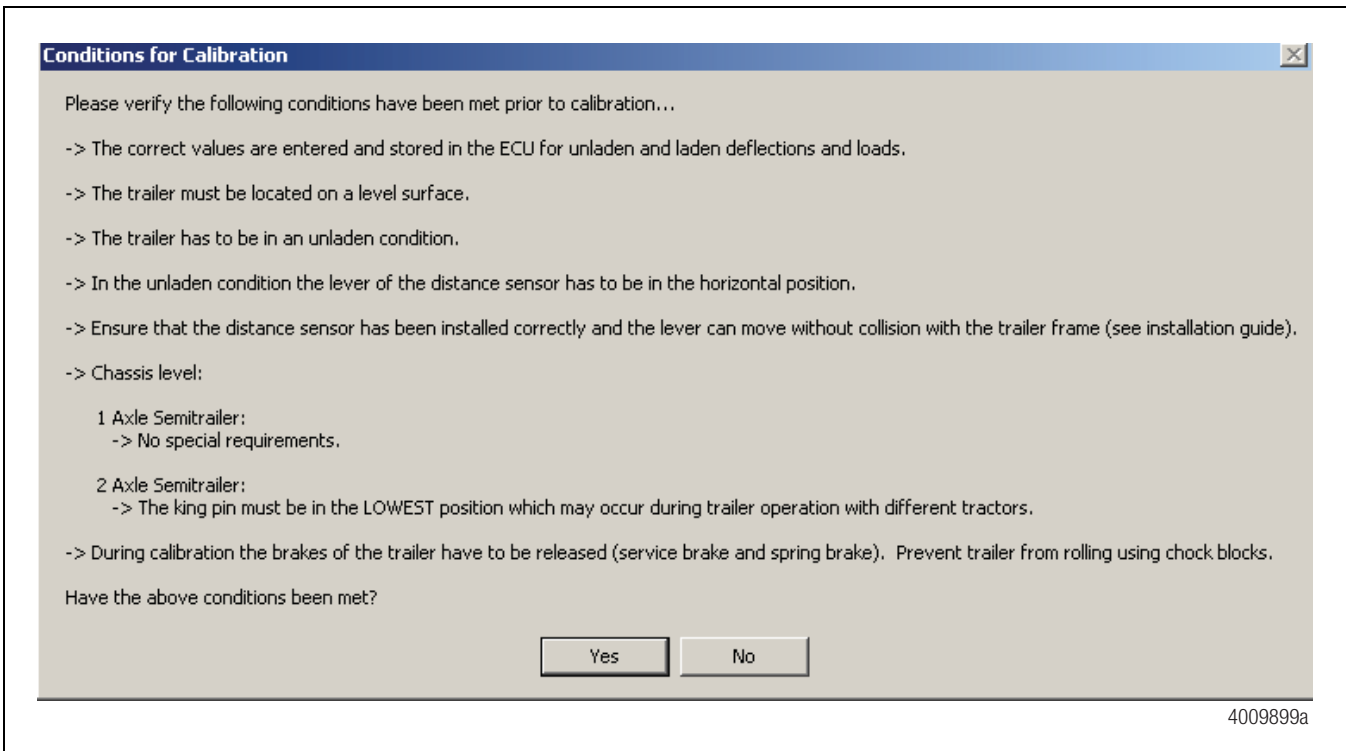 Conditions for Calibration
Please verify the following conditions have been met prior to calibration...
-> The correct values are entered and stored in the ECU for unladen and laden deflections and loads.
-> The trailer must be located on a level surface.
-> The trailer has to be in an unladen condition.
-> In the unladen condition the lever of the distance sensor has to be in the horizontal position.
-> Ensure that the distance sensor has been installed correctly and the lever can move without collision with the trailer frame (see installation guide).
-> Chassis level:
1 Axle Semitrailer:
-> No special requirements.
2 Axle Semitrailer:
-> The king pin must be in the LOWEST position which may occur during trailer operation with different tractors.
-> During calibration the brakes of the trailer have to be released (service brake and spring brake).  Prevent trailer from rolling using chock blocks.
Have the above conditions been met?
Yes No
4009899a